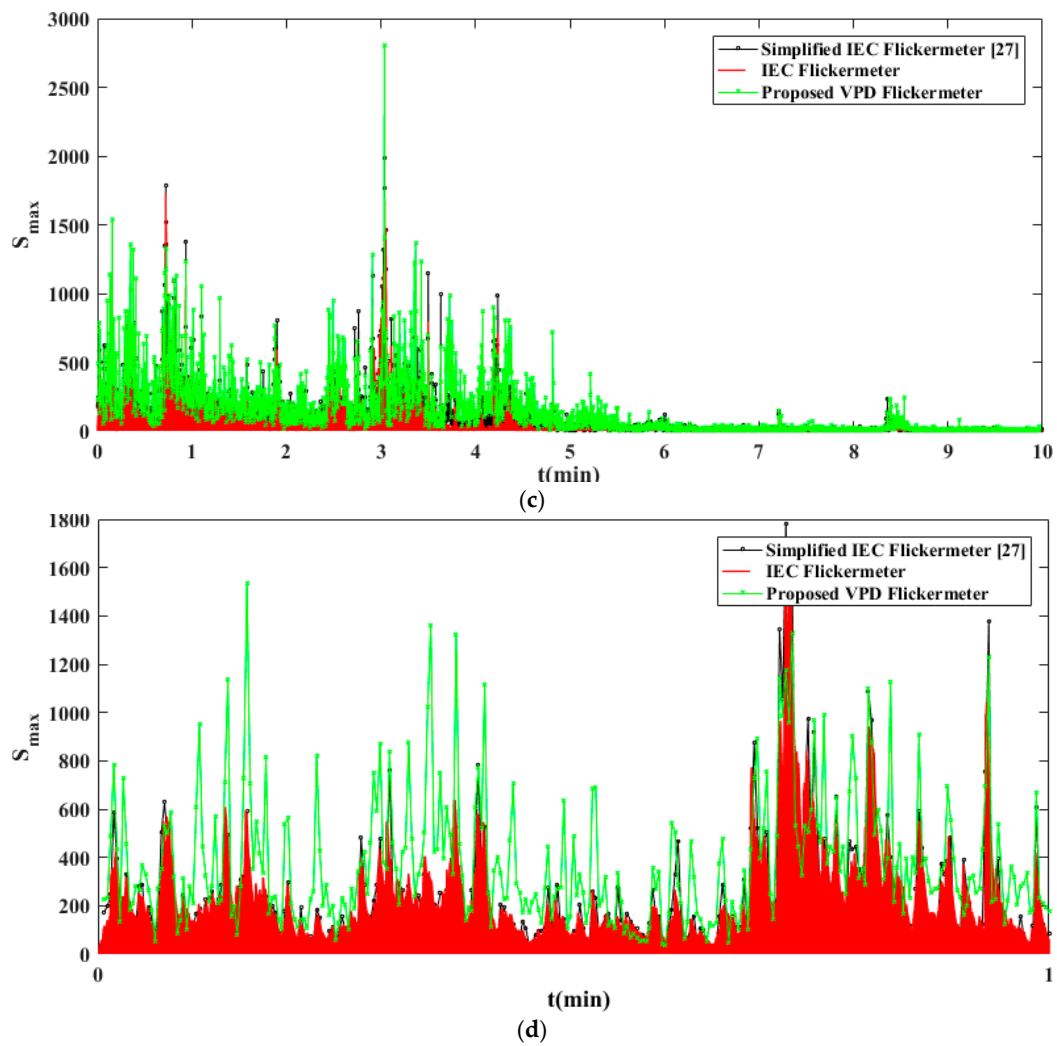 3000
2500
2000
1500
1000
500
0
S_max
Simplified IEC Flickermeter [27]
IEC Flickermeter
Proposed VPD Flickermeter
0 1 2 3 4 5 6 7 8 9 10
t(min)
(c)
1800
1600
1400
1200
1000
800
600
400
200
0
S_max
Simplified IEC Flickermeter [27]
IEC Flickermeter
Proposed VPD Flickermeter
0 1
t(min)
(d)